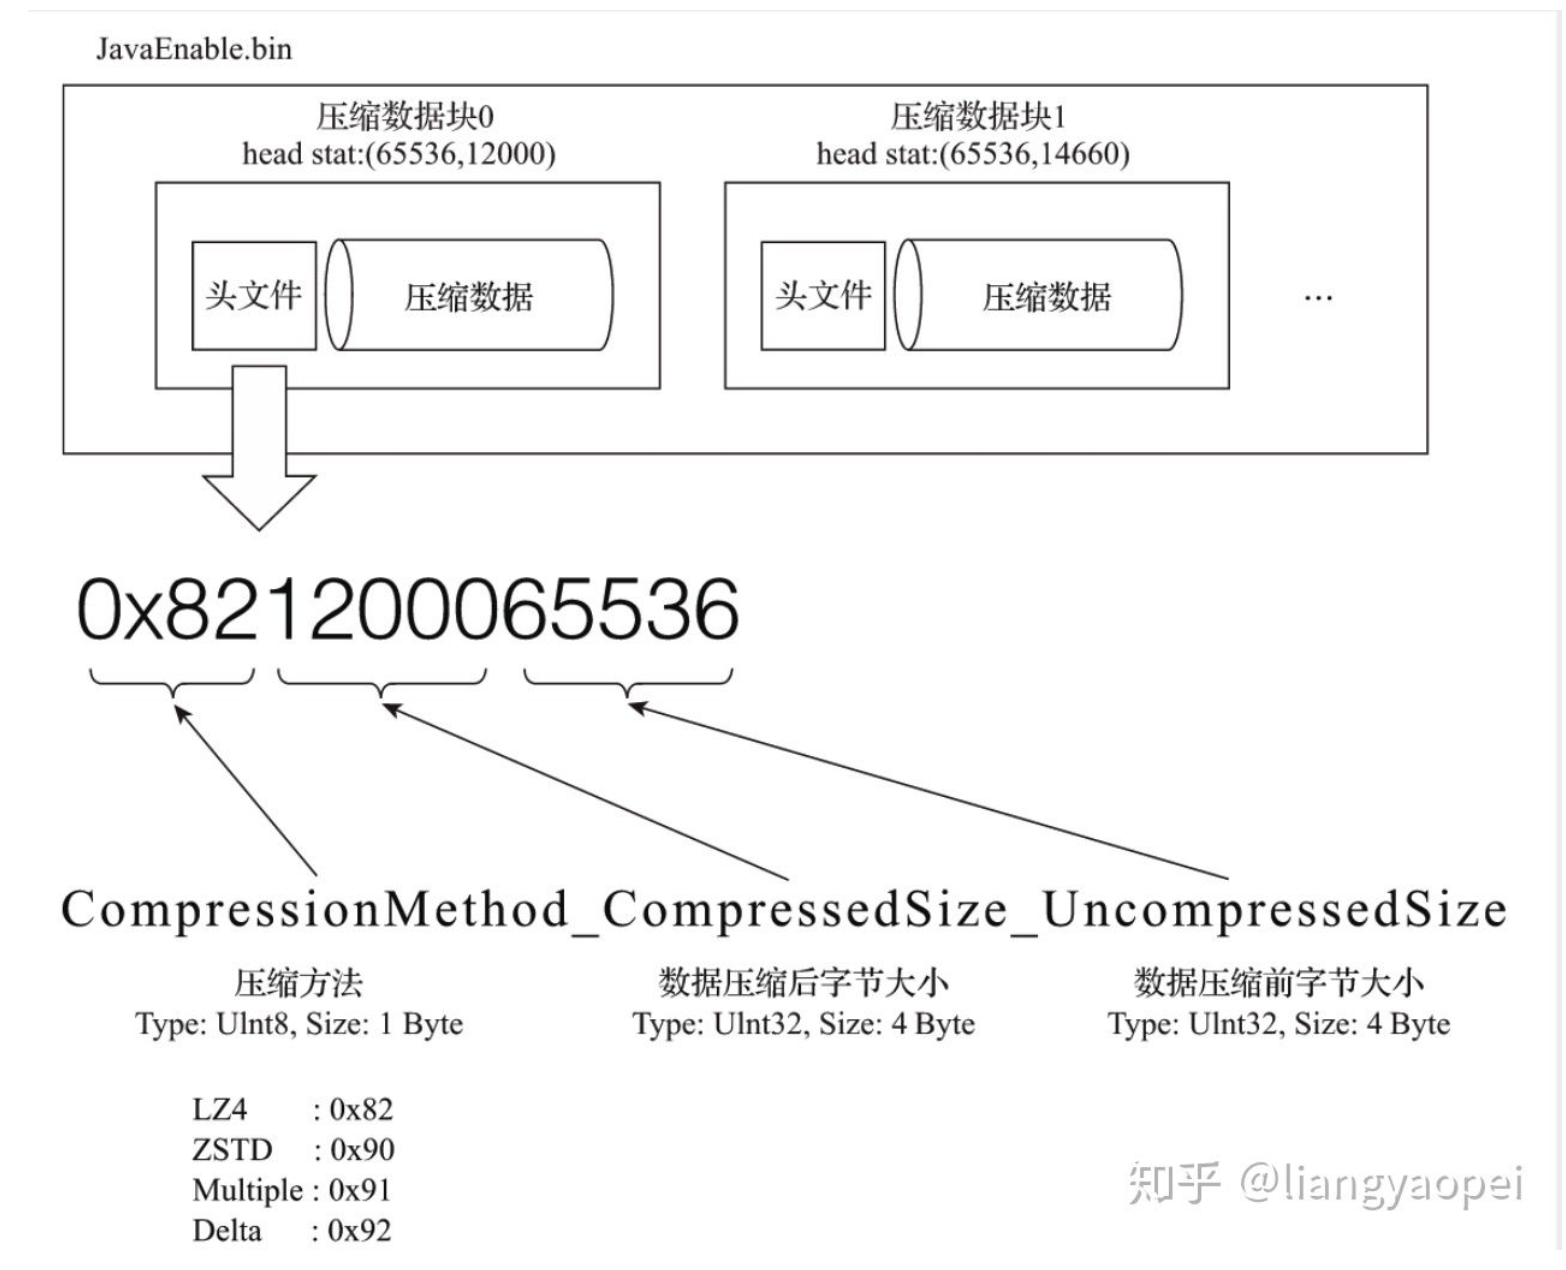 JavaEnable.bin
压缩数据块0
head stat:(65536,12000)
压缩数据块1
head stat:(65536,14660)
头文件
压缩数据
头文件
压缩数据
...
0x821200065536
CompressionMethod_CompressedSize_UncompressedSize
压缩方法
Type: UInt8, Size: 1 Byte
数据压缩后字节大小
Type: UInt32, Size: 4 Byte
数据压缩前字节大小
Type: UInt32, Size: 4 Byte
LZ4 : 0x82
ZSTD : 0x90
Multiple : 0x91
Delta : 0x92
知乎 @liangyaopei